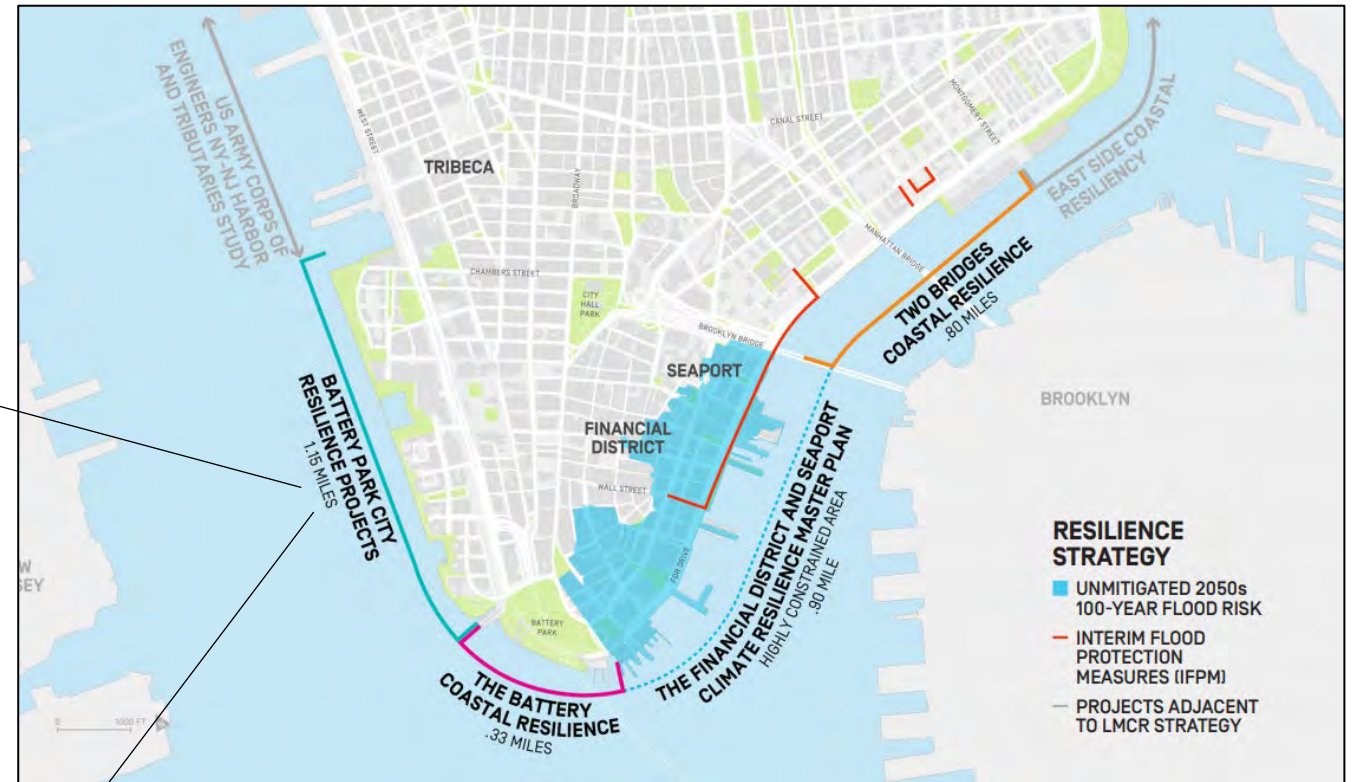 US ARMY CORPS OF
ENGINEERS NY-NJ HARBOR
AND TRIBUTARIES STUDY
WEST STREET
TRIBECA
BROADWAY
CANAL STREET
MONTGOMERY STREET
EAST SIDE COASTAL
RESILIENCY
MANHATTAN BRIDGE
TWO BRIDGES
COASTAL RESILIENCE
.80 MILES
CHAMBERS STREET
CITY
HALL
PARK
BROOKLYN BRIDGE
SEAPORT
BROOKLYN
BATTERY PARK CITY
RESILIENCE PROJECTS
1.15 MILES
FINANCIAL
DISTRICT
WALL STREET
FDR DRIVE
THE FINANCIAL DISTRICT AND SEAPORT
CLIMATE RESILIENCE MASTER PLAN
HIGHLY CONSTRAINED AREA
.90 MILE
W
SEY
BATTERY
PARK
THE BATTERY
COASTAL RESILIENCE
.33 MILES
0 1000 FT
RESILIENCE
STRATEGY
UNMITIGATED 2050s
100-YEAR FLOOD RISK
INTERIM FLOOD
PROTECTION
MEASURES (IFPM)
PROJECTS ADJACENT
TO LMCR STRATEGY